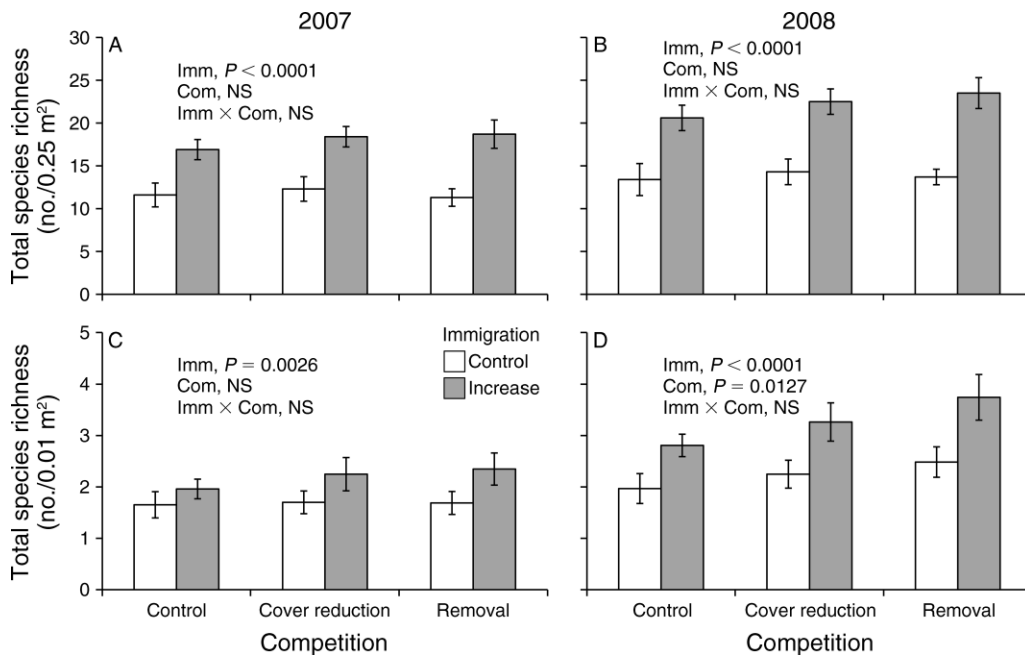 2007
2008
A
Imm, P < 0.0001
Com, NS
Imm × Com, NS
B
Imm, P < 0.0001
Com, NS
Imm × Com, NS
Total species richness
(no./0.25 m²)
30
25
20
15
10
5
0
C
Imm, P = 0.0026
Com, NS
Imm × Com, NS
Immigration
Control
Increase
D
Imm, P < 0.0001
Com, P = 0.0127
Imm × Com, NS
Total species richness
(no./0.01 m²)
5
4
3
2
1
0
Control
Cover reduction
Removal
Control
Cover reduction
Removal
Competition
Competition